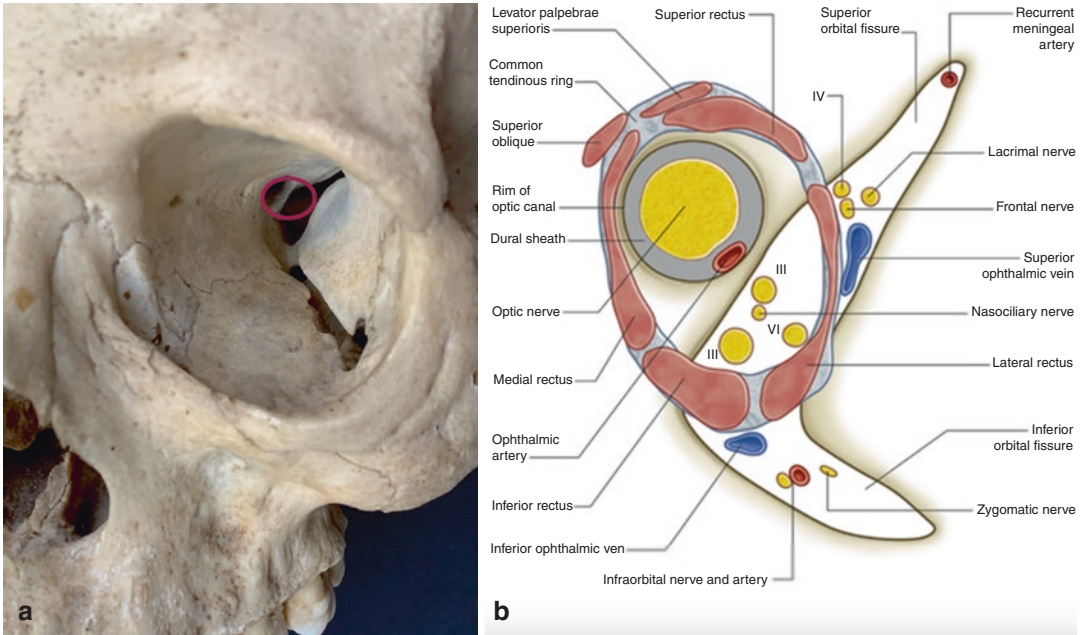 Levator palpebrae
superioris
Superior rectus
Superior
orbital fissure
Recurrent
meningeal
artery
Common
tendinous ring
IV
Superior
oblique
Lacrimal nerve
Rim of
optic canal
Frontal nerve
Dural sheath
Superior
ophthalmic vein
III
Optic nerve
Nasociliary nerve
VI
III
Medial rectus
Lateral rectus
Ophthalmic
artery
Inferior
orbital fissure
Inferior rectus
Zygomatic nerve
Inferior ophthalmic ven
Infraorbital nerve and artery
a
b